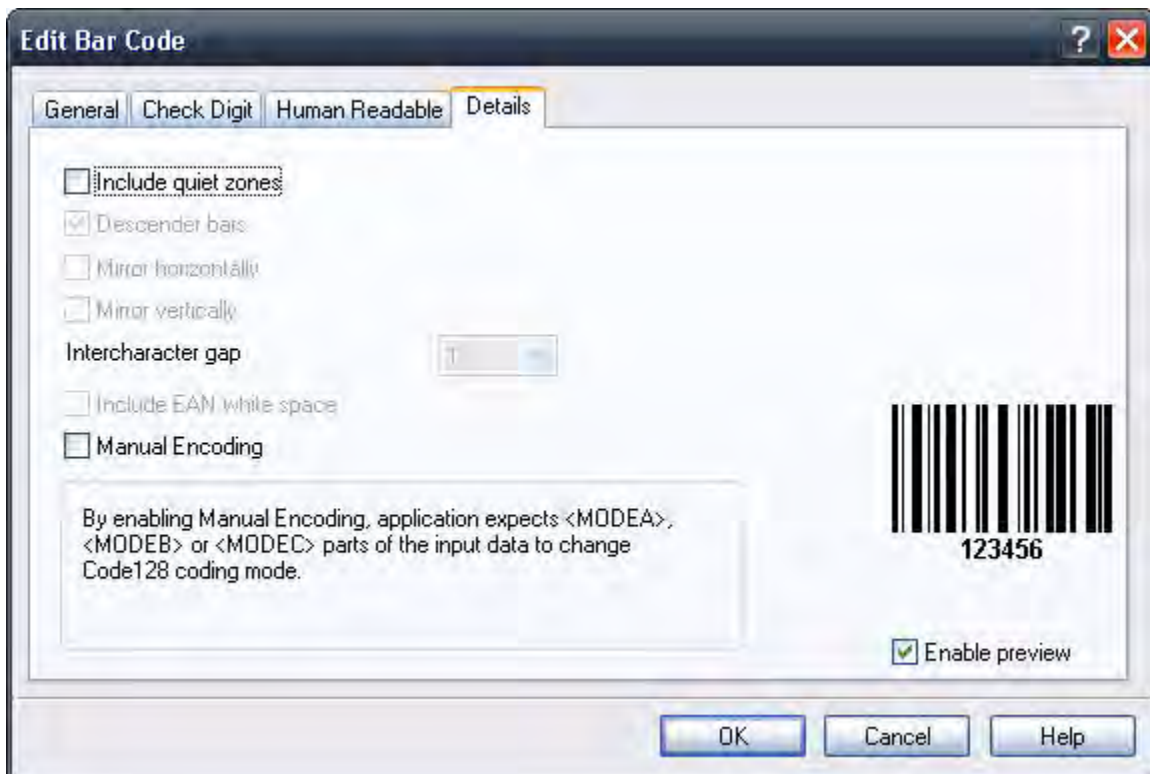 Edit Bar Code
?
General Check Digit Human Readable Details
Include quiet zones
Descender bars
Mirror horizontally
Mirror vertically
Intercharacter gap 1
Include EAN white space
Manual Encoding
By enabling Manual Encoding, application expects <MODEA>,
<MODEB> or <MODEC> parts of the input data to change
Code128 coding mode.
123456
Enable preview
OK Cancel Help